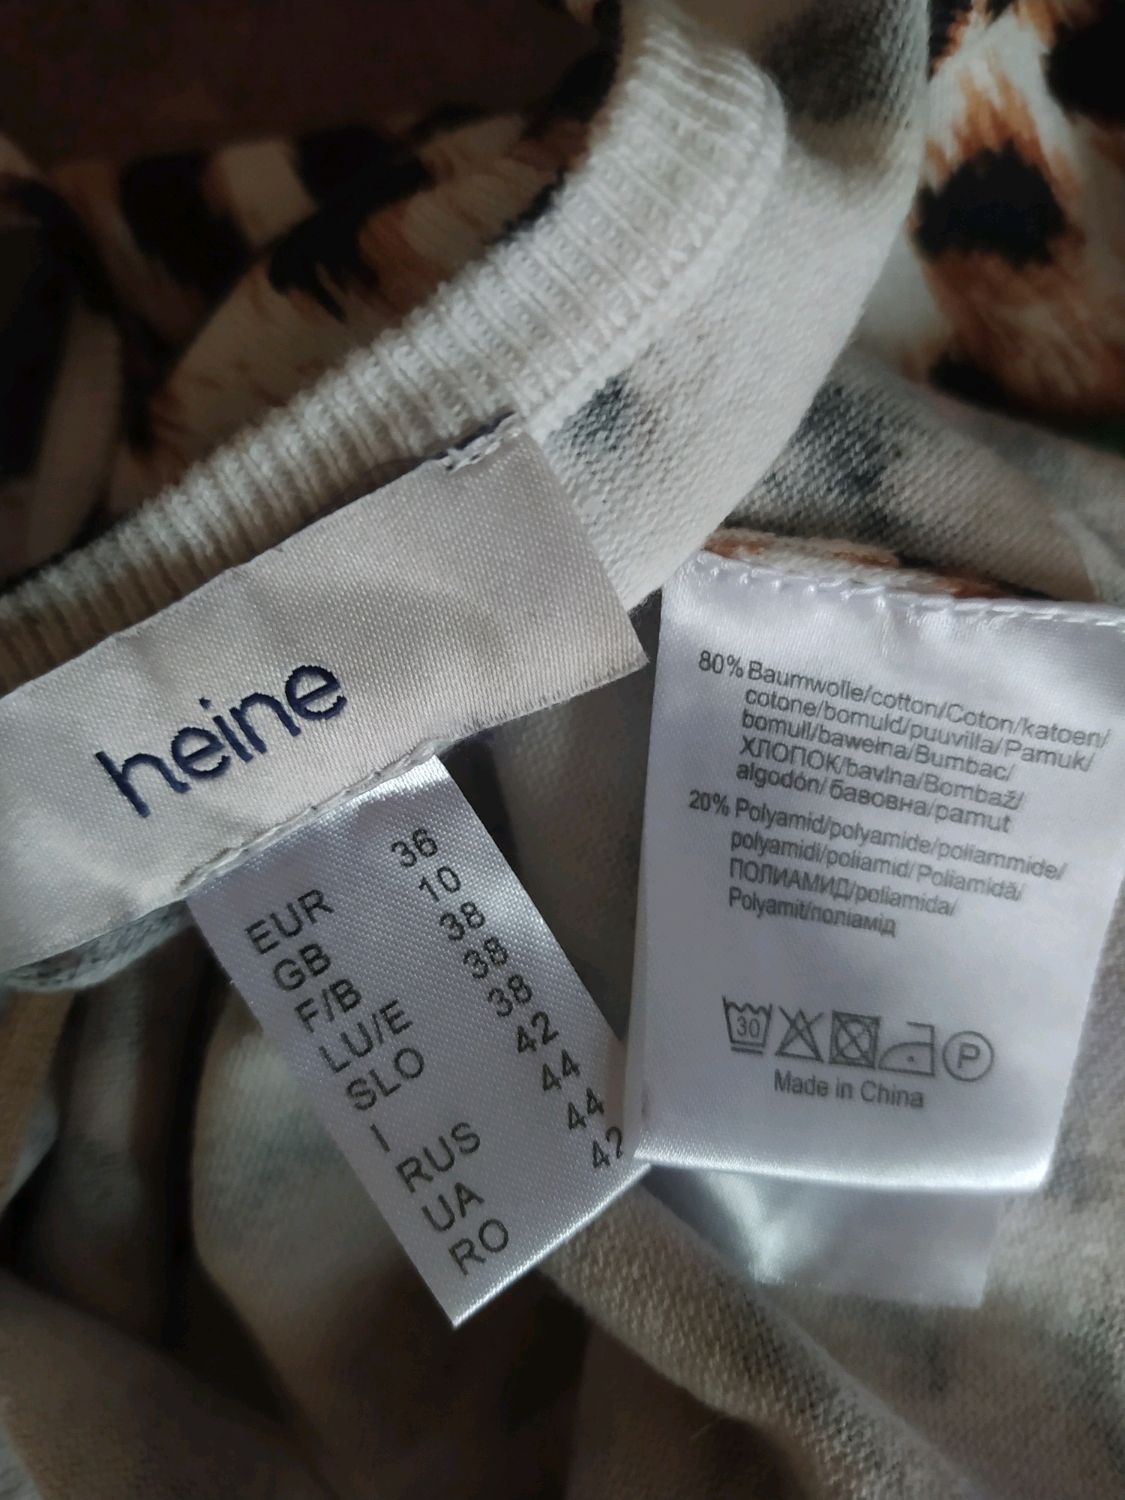 heine
EUR 36
GB 10
F/B 38
LU/E 38
SLO 38
I 42
RUS 44
UA 44
RO 42
80% Baumwolle/cotton/Coton/katoen/
cotone/bomuld/puuvilla/Pamuk/
bomull/bawełna/Bumbac/
ХЛОПОК/bavlna/Bombaž/
algodón/бавовна/pamut
20% Polyamid/polyamide/poliammide/
polyamidi/poliamid/Poliamidă/
ПОЛИАМИД/poliamida/
Polyamit/поліамід
30
P
Made in China